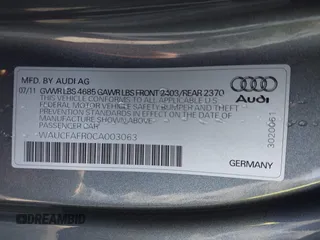 MFD. BY AUDI AG
07/11 GVWR LBS 4685 GAWR LBS FRONT 2403/REAR 2370
THIS VEHICLE CONFORMS TO ALL APPLICABLE U.S.
FEDERAL MOTOR VEHICLE SAFETY BUMPER AND THEFT
PREVENTION STANDARDS IN EFFECT ON THE DATE OF
MANUFACTURE SHOWN ABOVE.
PASSENGER CAR
WAUCFAFR0CA003063
GERMANY
Audi
3020061
DREAMBID